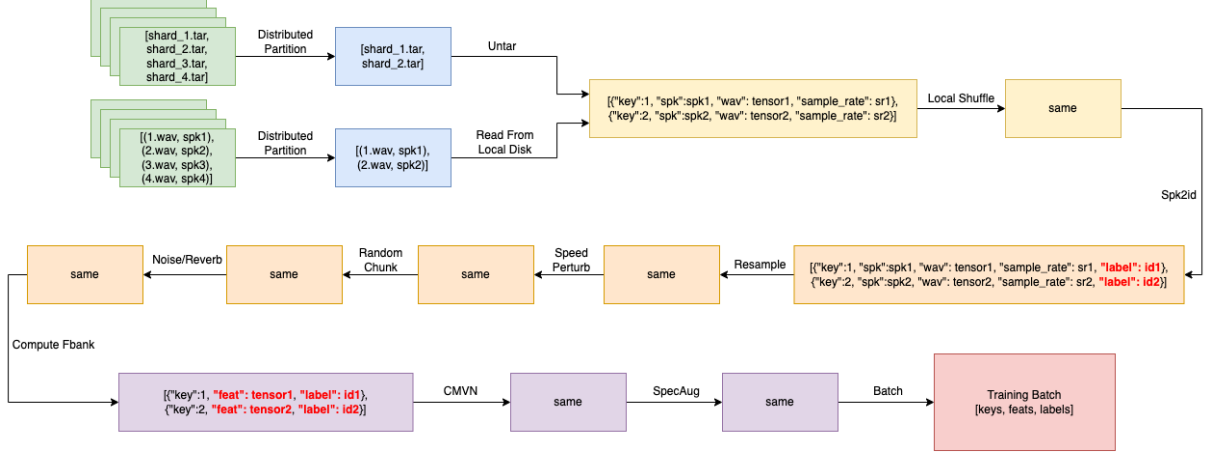 [shard_1.tar,
shard_2.tar,
shard_3.tar,
shard_4.tar]
Distributed
Partition
[shard_1.tar,
shard_2.tar]
Untar
[(1.wav, spk1),
(2.wav, spk2),
(3.wav, spk3),
(4.wav, spk4)]
Distributed
Partition
[(1.wav, spk1),
(2.wav, spk2)]
Read From
Local Disk
[{"key":1, "spk":spk1, "wav": tensor1, "sample_rate": sr1},
{"key":2, "spk":spk2, "wav": tensor2, "sample_rate": sr2}]
Local Shuffle
same
Spk2id
[{"key":1, "spk":spk1, "wav": tensor1, "sample_rate": sr1, "label": id1},
{"key":2, "spk":spk2, "wav": tensor2, "sample_rate": sr2, "label": id2}]
Resample
same
Speed
Perturb
same
Random
Chunk
same
Noise/Reverb
same
Compute Fbank
[{"key":1, "feat": tensor1, "label": id1},
{"key":2, "feat": tensor2, "label": id2}]
CMVN
same
SpecAug
same
Batch
Training Batch
[keys, feats, labels]